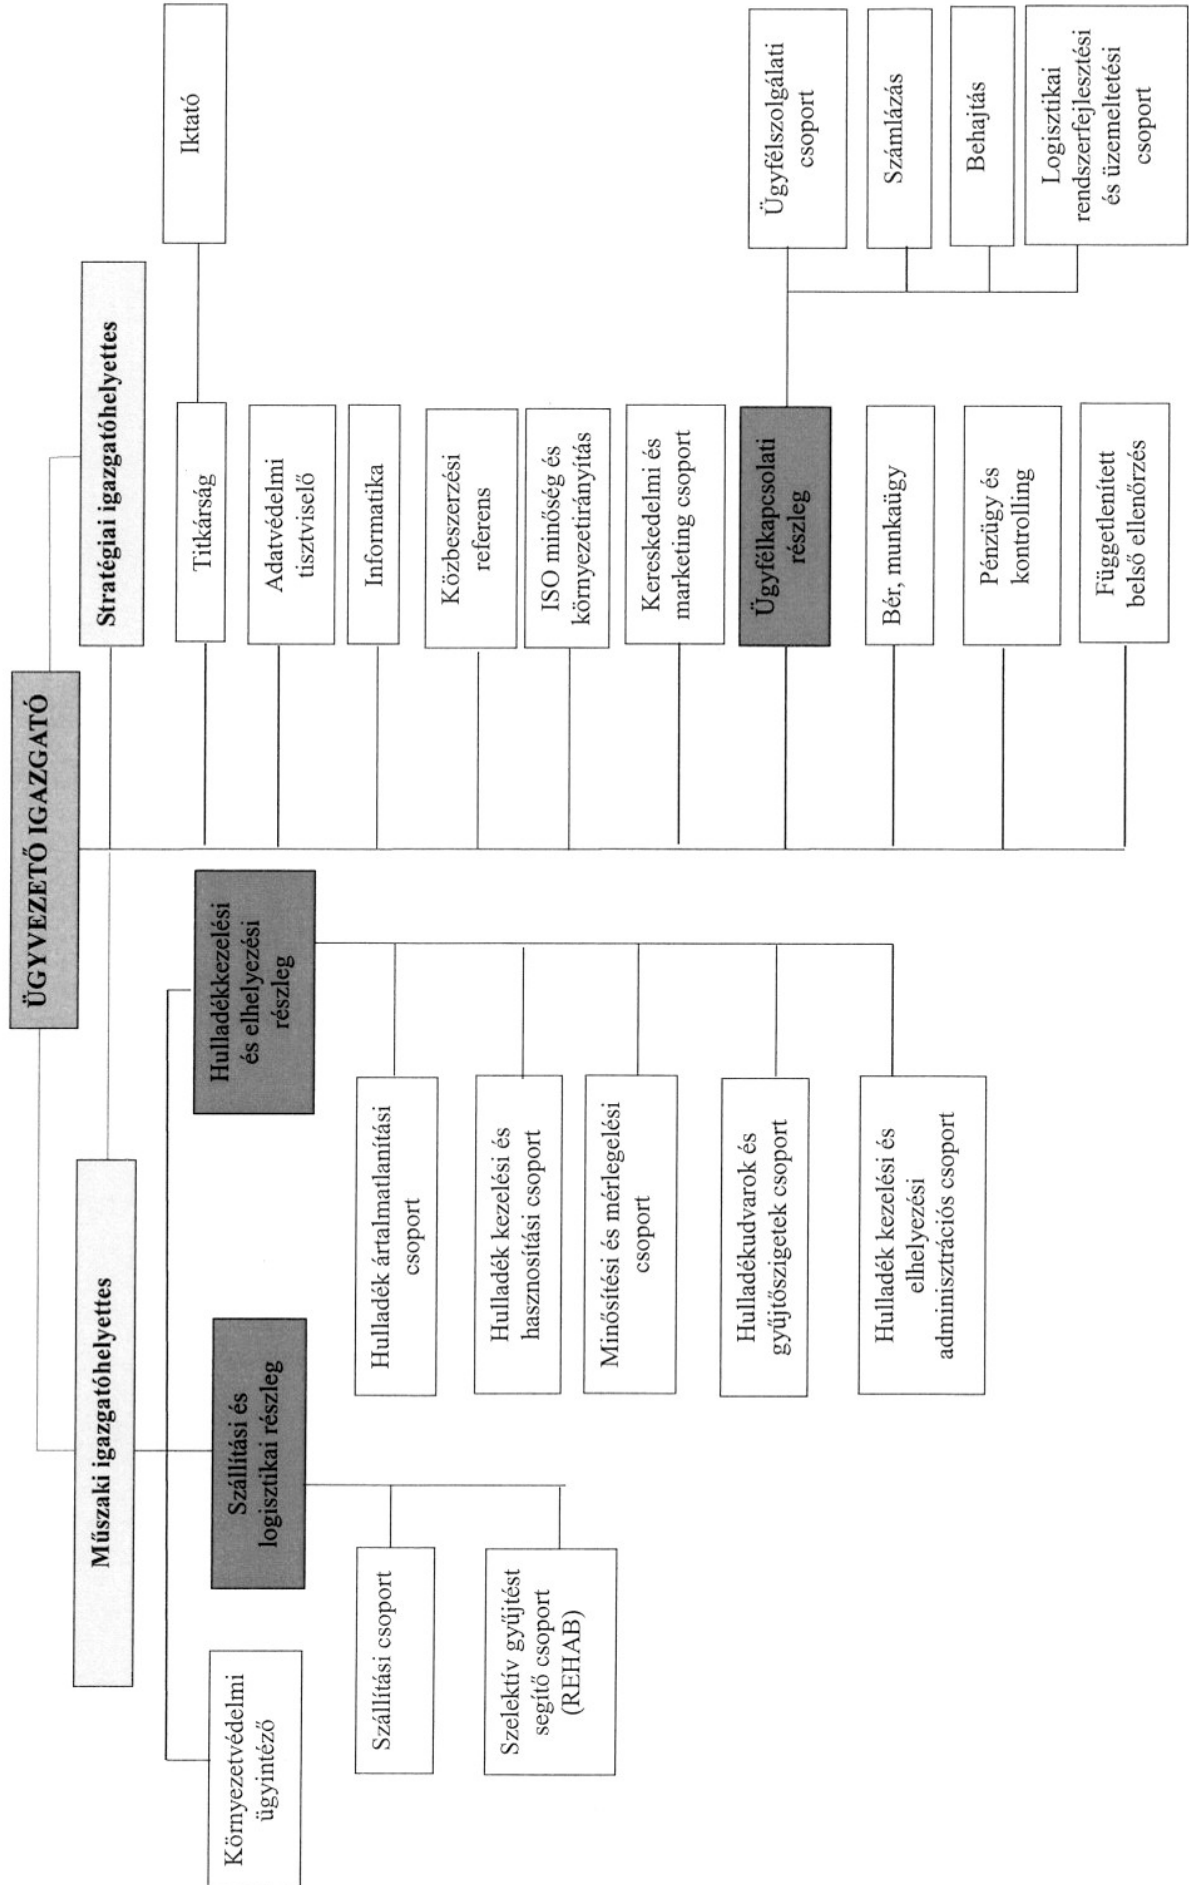 ÜGYVEZETŐ IGAZGATÓ
Műszaki igazgatóhelyettes
Stratégiai igazgatóhelyettes
Környezetvédelmi
ügyintéző
Szállítási és
logisztikai részleg
Hulladékkezelési
és elhelyezési
részleg
Szállítási csoport
Szelektív gyűjtést
segítő csoport
(REHAB)
Hulladék ártalmatlanítási
csoport
Hulladék kezelési és
hasznosítási csoport
Minősítési és mérlegelési
csoport
Hulladékudvarok és
gyűjtőszigetek csoport
Hulladék kezelési és
elhelyezési
adminisztrációs csoport
Titkárság
Iktató
Adatvédelmi
tisztviselő
Informatika
Közbeszerzési
referens
ISO minőség és
környezetirányítás
Kereskedelmi és
marketing csoport
Ügyfélkapcsolati
részleg
Ügyfélszolgálati
csoport
Számlázás
Behajtás
Logisztikai
rendszerfejlesztési
és üzemeltetési
csoport
Bér, munkaügy
Pénzügy és
kontrolling
Függetlenített
belső ellenőrzés